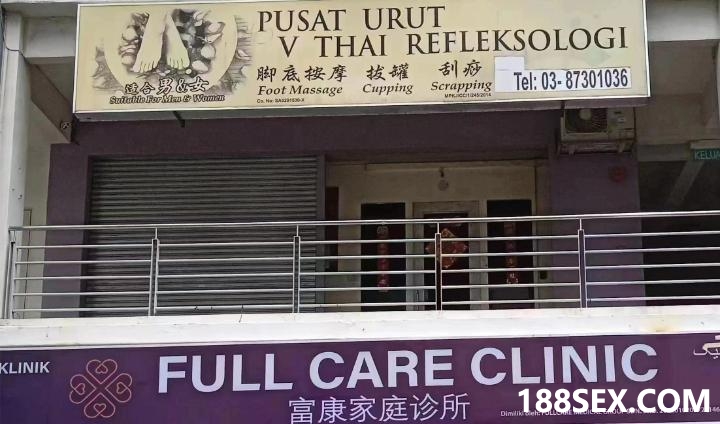 PUSAT URUT
V THAI REFLEKSOLOGI
适合男&女
Suitable For Men & Women
脚底按摩 拔罐 刮痧
Foot Massage Cupping Scrapping
Tel: 03- 87301036
KELUA
KLINIK
FULL CARE CLINIC
富康家庭诊所
188SEX.COM